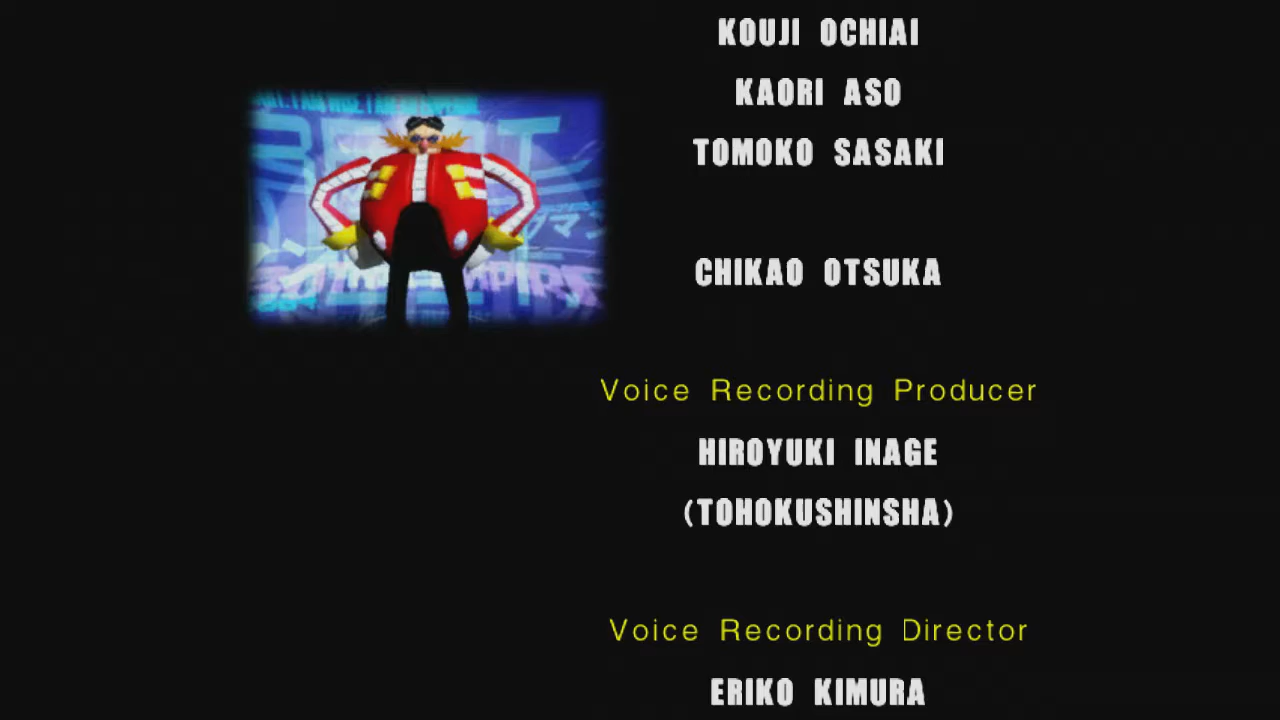 KOUJI OCHIAI
KAORI ASO
TOMOKO SASAKI
CHIKAO OTSUKA
Voice Recording Producer
HIROYUKI INAGE
(TOHOKUSHINSHA)
Voice Recording Director
ERIKO KIMURA